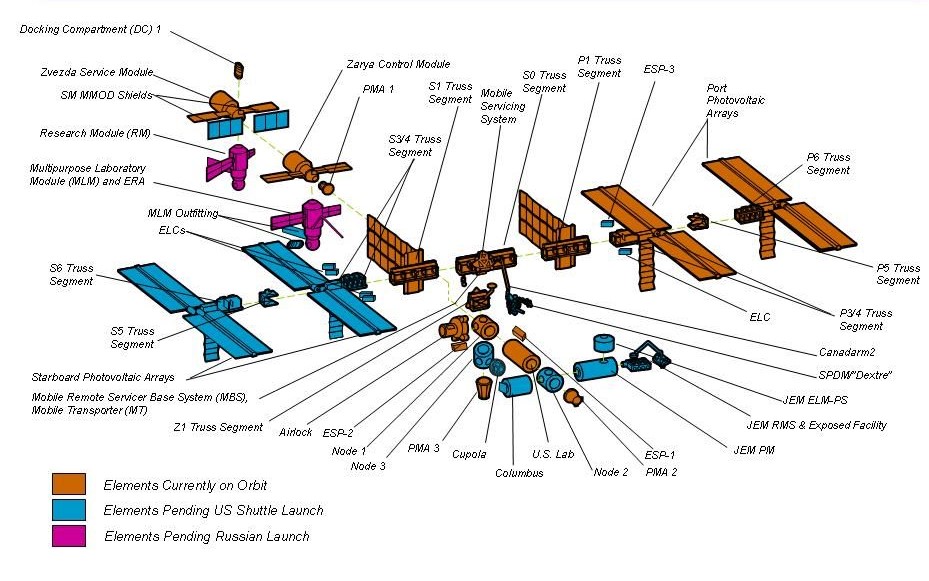 Docking Compartment (DC) 1
Zvezda Service Module
SM MMOD Shields
Research Module (RM)
Multipurpose Laboratory
Module (MLM) and ERA
MLM Outfitting
ELCs
S6 Truss
Segment
S5 Truss
Segment
Starboard Photovoltaic Arrays
Mobile Remote Servicer Base System (MBS),
Mobile Transporter (MT)
Z1 Truss Segment
Airlock
ESP-2
Node 1
Node 3
PMA 3
Cupola
Columbus
U.S. Lab
Node 2
ESP-1
PMA 2
JEM PM
JEM RMS & Exposed Facility
JEM ELM-PS
SPDM/"Dextre"
Canadarm2
ELC
P3/4 Truss
Segment
P5 Truss
Segment
P6 Truss
Segment
Port
Photovoltaic
Arrays
ESP-3
P1 Truss
Segment
S0 Truss
Segment
Mobile
Servicing
System
S1 Truss
Segment
S3/4 Truss
Segment
PMA 1
Zarya Control Module
Elements Currently on Orbit
Elements Pending US Shuttle Launch
Elements Pending Russian Launch